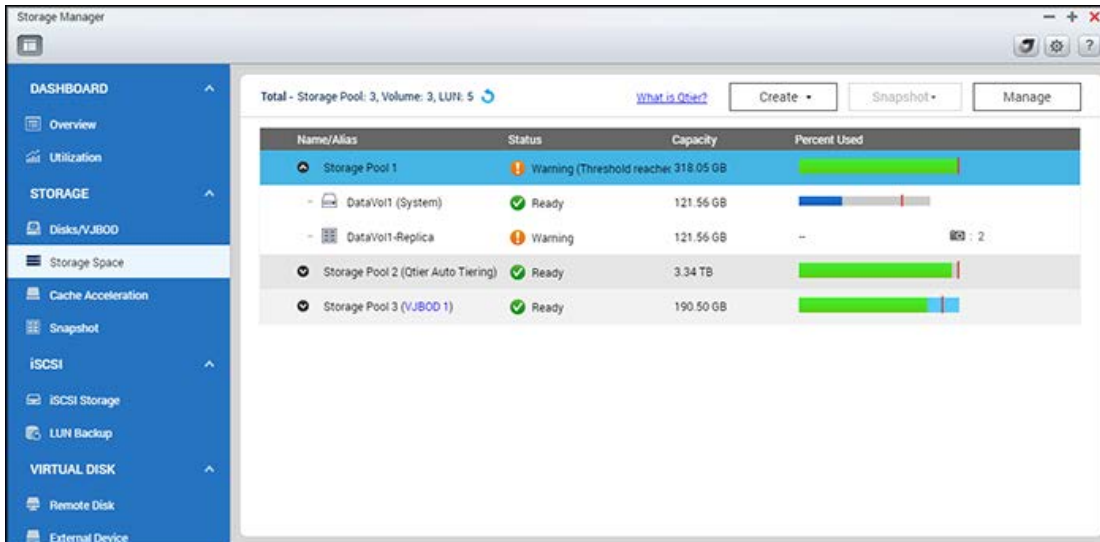 Storage Manager
DASHBOARD
Overview
Utilization
STORAGE
Disks/VJBOD
Storage Space
Cache Acceleration
Snapshot
iSCSI
iSCSI Storage
LUN Backup
VIRTUAL DISK
Remote Disk
External Device
Total - Storage Pool: 3, Volume: 3, LUN: 5 What is Qtier? Create Snapshot Manage
Name/Alias Status Capacity Percent Used
Storage Pool 1 Warning (Threshold reachec 318.05 GB
DataVol1 (System) Ready 121.56 GB
DataVol1-Replica Warning 121.56 GB -- : 2
Storage Pool 2 (Qtier Auto Tiering) Ready 3.34 TB
Storage Pool 3 (VJBOD 1) Ready 190.50 GB